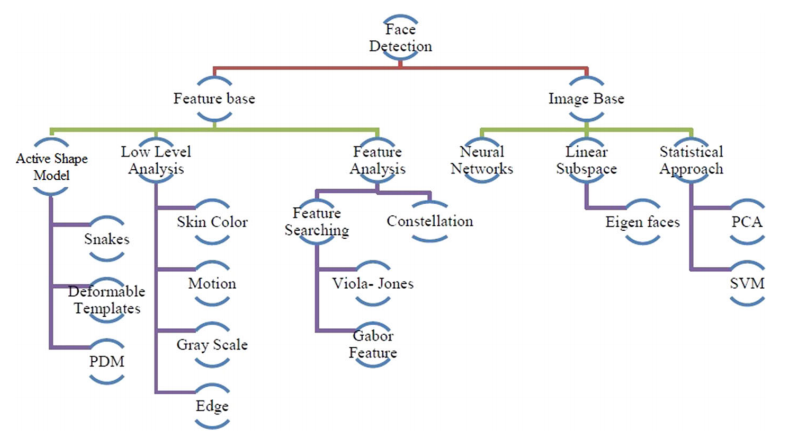 Face
Detection
Feature base
Image Base
Active Shape
Model
Low Level
Analysis
Feature
Analysis
Neural
Networks
Linear
Subspace
Statistical
Approach
Snakes
Deformable
Templates
PDM
Skin Color
Motion
Gray Scale
Edge
Feature
Searching
Constellation
Viola- Jones
Gabor
Feature
Eigen faces
PCA
SVM